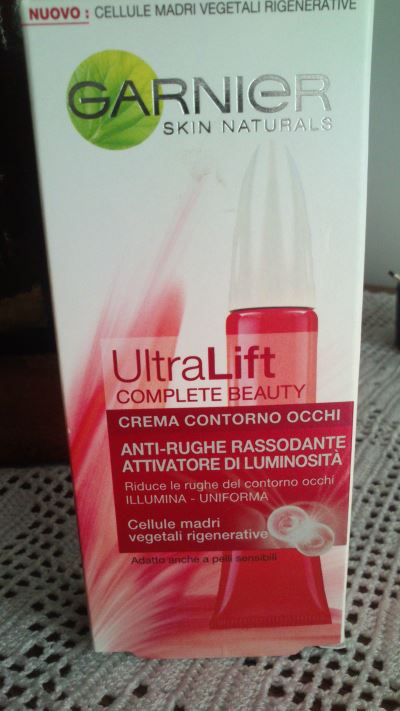 NUOVO : CELLULE MADRI VEGETALI RIGENERATIVE
GARNIER
SKIN NATURALS
UltraLift
COMPLETE BEAUTY
CREMA CONTORNO OCCHI
ANTI-RUGHE RASSODANTE
ATTIVATORE DI LUMINOSITÀ
Riduce le rughe del contorno occhi
ILLUMINA - UNIFORMA
Cellule madri
vegetali rigenerative
Adatto anche a pelli sensibili